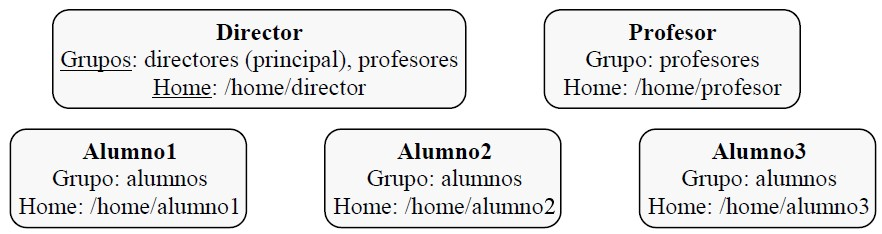 Director
Grupos: directores (principal), profesores
Home: /home/director
Profesor
Grupo: profesores
Home: /home/profesor
Alumno1
Grupo: alumnos
Home: /home/alumno1
Alumno2
Grupo: alumnos
Home: /home/alumno2
Alumno3
Grupo: alumnos
Home: /home/alumno3